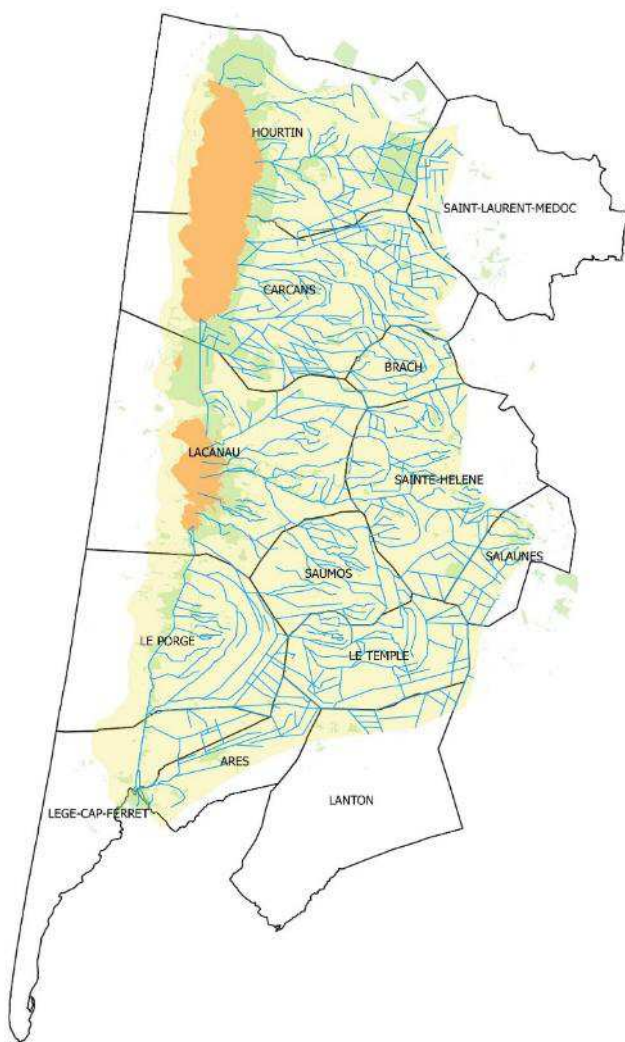 HOURTIN
SAINT-LAURENT-MEDOC
CARCANS
BRACH
LACANAU
SAINTE-HELENE
SALAUNES
SAUMOS
LE PORGE
LE TEMPLE
ARES
LANTON
LEGE-CAP-FERRET